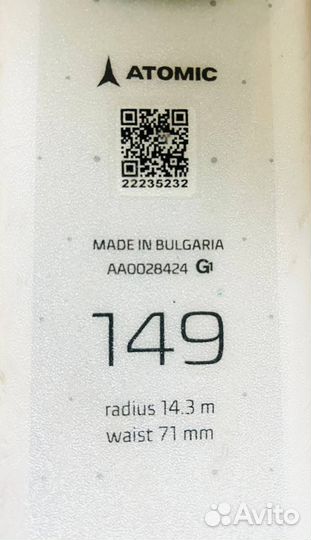 ATOMIC
22235232
MADE IN BULGARIA
AA0028424 G1
149
radius 14.3 m
waist 71 mm
Avito